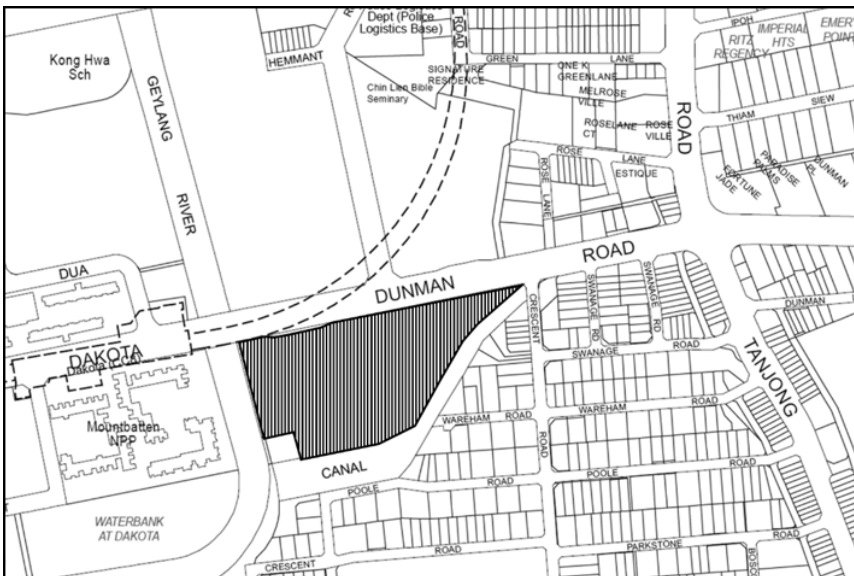 Dept (Police
Logistics Base)
ROAD
IPOH
IMPERIAL
HTS
RITZ
REGENCY
Kong Hwa
Sch
HEMMANT
GREEN
LANE
SIGNATURE
RESIDENCE
ONE K
GREENLANE
Chin Lien Bible
Seminary
MELROSE
VILLE
GEYLANG
RIVER
ROAD
THIAM
SIEW
ROSELANE
CT
ROSE
VILLE
ROSE
LANE
ESTIQUE
ROSE
LANE
FORTUNE
JADE
PARADISE
PALMS
DUNMAN
PL
DUA
DUNMAN
ROAD
DAKOTA
CRESCENT
SWANAGE
RD
SWANAGE
RD
DUNMAN
SWANAGE
ROAD
TANJONG
Mountbatten
NPP
WAREHAM
ROAD
WAREHAM
ROAD
ROAD
CANAL
POOLE
ROAD
POOLE
ROAD
WATERBANK
AT DAKOTA
CRESCENT
ROAD
PARKSTONE
ROAD